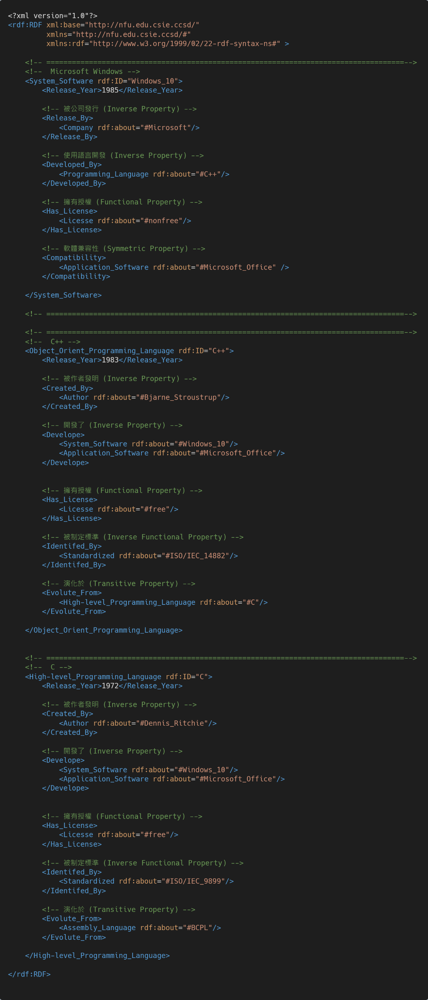 <?xml version="1.0"?>
<rdf:RDF xml:base="http://nfu.edu.csie.ccsd/"
xmlns="http://nfu.edu.csie.ccsd/#"
xmlns:rdf="http://www.w3.org/1999/02/22-rdf-syntax-ns#" >
<!-- ====================================================================================-->
<!--  Microsoft Windows -->
<System_Software rdf:ID="Windows_10">
<Release_Year>1985</Release_Year>
<!-- 被公司發行 (Inverse Property) -->
<Release_By>
<Company rdf:about="#Microsoft"/>
</Release_By>
<!-- 使用語言開發 (Inverse Property) -->
<Developed_By>
<Programming_Language rdf:about="#C++"/>
</Developed_By>
<!-- 擁有授權 (Functional Property) -->
<Has_License>
<Licesse rdf:about="#nonfree"/>
</Has_License>
<!-- 軟體兼容性 (Symmetric Property) -->
<Compatibility>
<Application_Software rdf:about="#Microsoft_Office" />
</Compatibility>
</System_Software>
<!-- ====================================================================================-->
<!-- ====================================================================================-->
<!--  C++ -->
<Object_Orient_Programming_Language rdf:ID="C++">
<Release_Year>1983</Release_Year>
<!-- 被作者發明 (Inverse Property) -->
<Created_By>
<Author rdf:about="#Bjarne_Stroustrup"/>
</Created_By>
<!-- 開發了 (Inverse Property) -->
<Develope>
<System_Software rdf:about="#Windows_10"/>
<Application_Software rdf:about="#Microsoft_Office"/>
</Develope>
<!-- 擁有授權 (Functional Property) -->
<Has_License>
<Licesse rdf:about="#free"/>
</Has_License>
<!-- 被制定標準 (Inverse Functional Property) -->
<Identifed_By>
<Standardized rdf:about="#ISO/IEC_14882"/>
</Identifed_By>
<!-- 演化於 (Transitive Property) -->
<Evolute_From>
<High-level_Programming_Language rdf:about="#C"/>
</Evolute_From>
</Object_Orient_Programming_Language>
<!-- ====================================================================================-->
<!--  C -->
<High-level_Programming_Language rdf:ID="C">
<Release_Year>1972</Release_Year>
<!-- 被作者發明 (Inverse Property) -->
<Created_By>
<Author rdf:about="#Dennis_Ritchie"/>
</Created_By>
<!-- 開發了 (Inverse Property) -->
<Develope>
<System_Software rdf:about="#Windows_10"/>
<Application_Software rdf:about="#Microsoft_Office"/>
</Develope>
<!-- 擁有授權 (Functional Property) -->
<Has_License>
<Licesse rdf:about="#free"/>
</Has_License>
<!-- 被制定標準 (Inverse Functional Property) -->
<Identifed_By>
<Standardized rdf:about="#ISO/IEC_9899"/>
</Identifed_By>
<!-- 演化於 (Transitive Property) -->
<Evolute_From>
<Assembly_Language rdf:about="#BCPL"/>
</Evolute_From>
</High-level_Programming_Language>
</rdf:RDF>